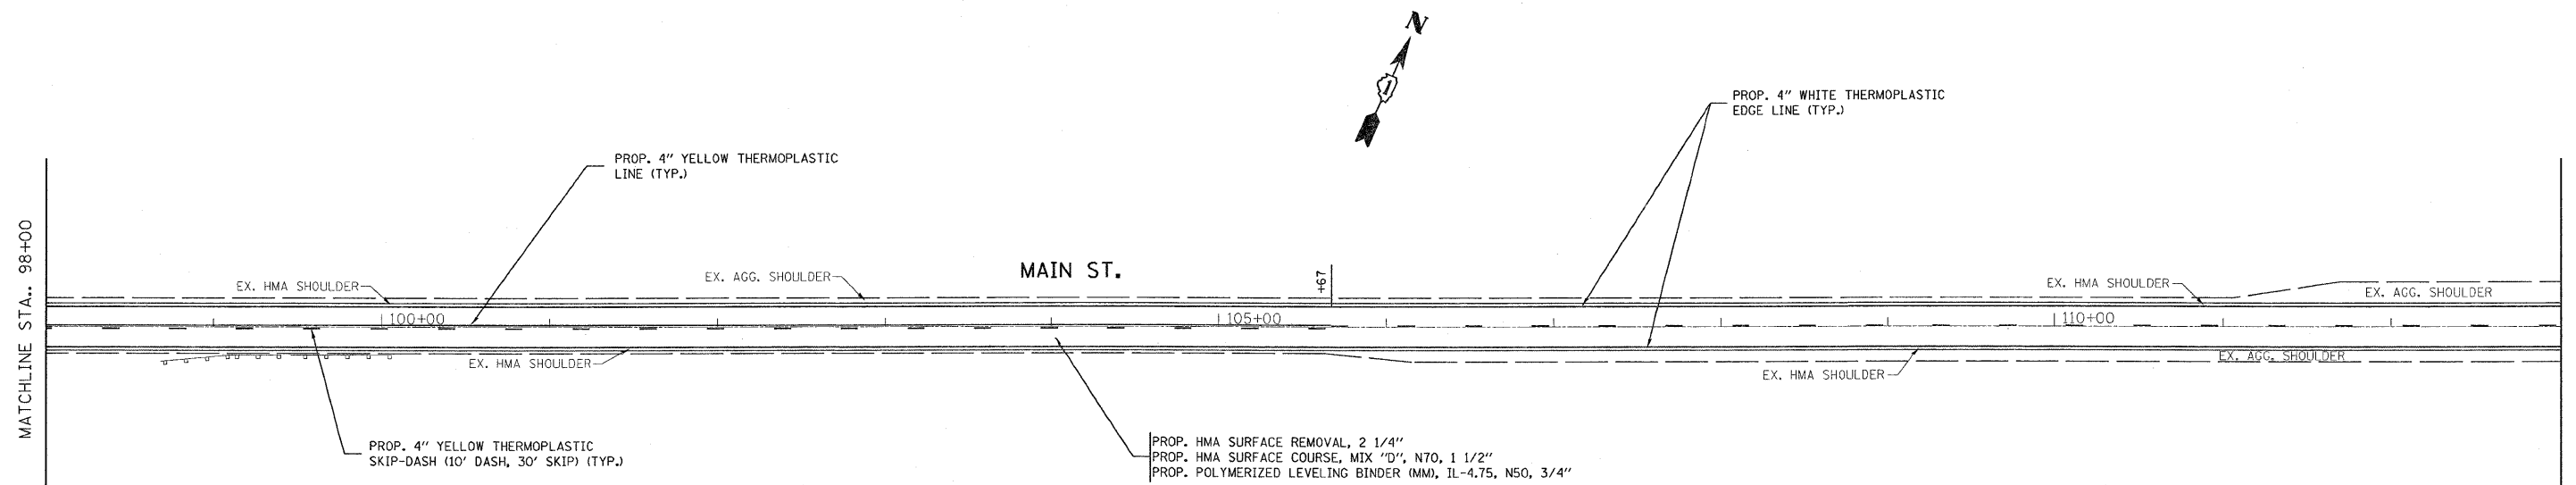 N
1
PROP. 4" WHITE THERMOPLASTIC
EDGE LINE (TYP.)
PROP. 4" YELLOW THERMOPLASTIC
LINE (TYP.)
MATCHLINE STA.. 98+00
MAIN ST.
+67
EX. HMA SHOULDER
EX. AGG. SHOULDER
EX. HMA SHOULDER
EX. AGG. SHOULDER
100+00
105+00
110+00
EX. HMA SHOULDER
EX. AGG. SHOULDER
EX. HMA SHOULDER
PROP. 4" YELLOW THERMOPLASTIC
SKIP-DASH (10' DASH, 30' SKIP) (TYP.)
PROP. HMA SURFACE REMOVAL, 2 1/4"
PROP. HMA SURFACE COURSE, MIX "D", N70, 1 1/2"
PROP. POLYMERIZED LEVELING BINDER (MM), IL-4.75, N50, 3/4"